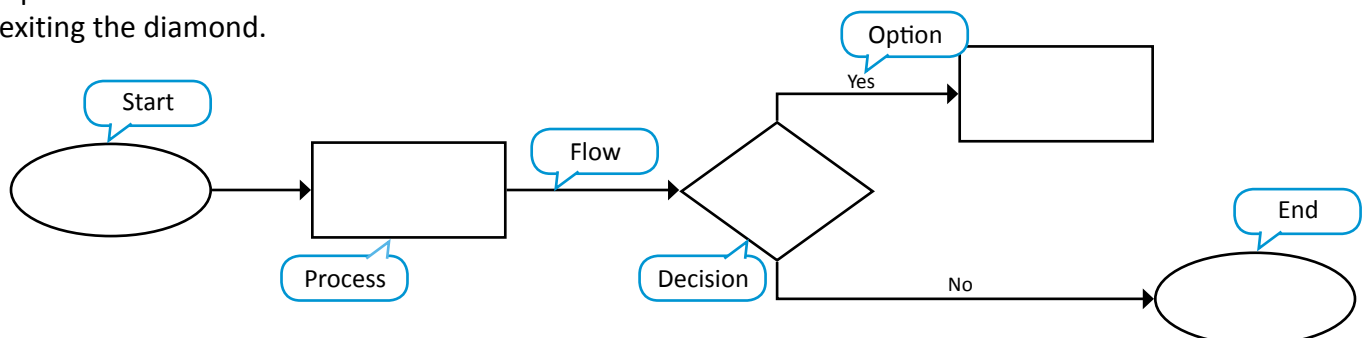 exiting the diamond.
Option
Yes
Start
Flow
End
Process
Decision
No